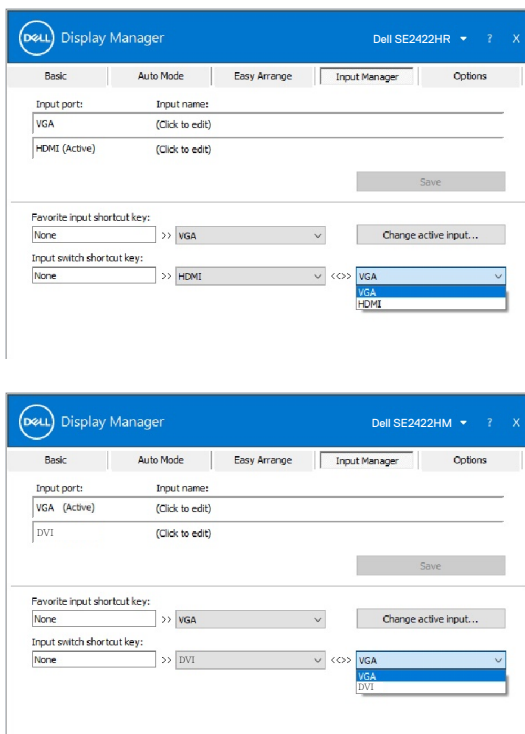 DELL Display Manager Dell SE2422HR ? X
Basic Auto Mode Easy Arrange Input Manager Options
Input port: Input name:
VGA (Click to edit)
HDMI (Active) (Click to edit)
Save
Favorite input shortcut key:
None >> VGA Change active input...
Input switch shortcut key:
None >> HDMI <<>> VGA
VGA
HDMI
DELL Display Manager Dell SE2422HM ? X
Basic Auto Mode Easy Arrange Input Manager Options
Input port: Input name:
VGA (Active) (Click to edit)
DVI (Click to edit)
Save
Favorite input shortcut key:
None >> VGA Change active input...
Input switch shortcut key:
None >> DVI <<>> VGA
VGA
DVI